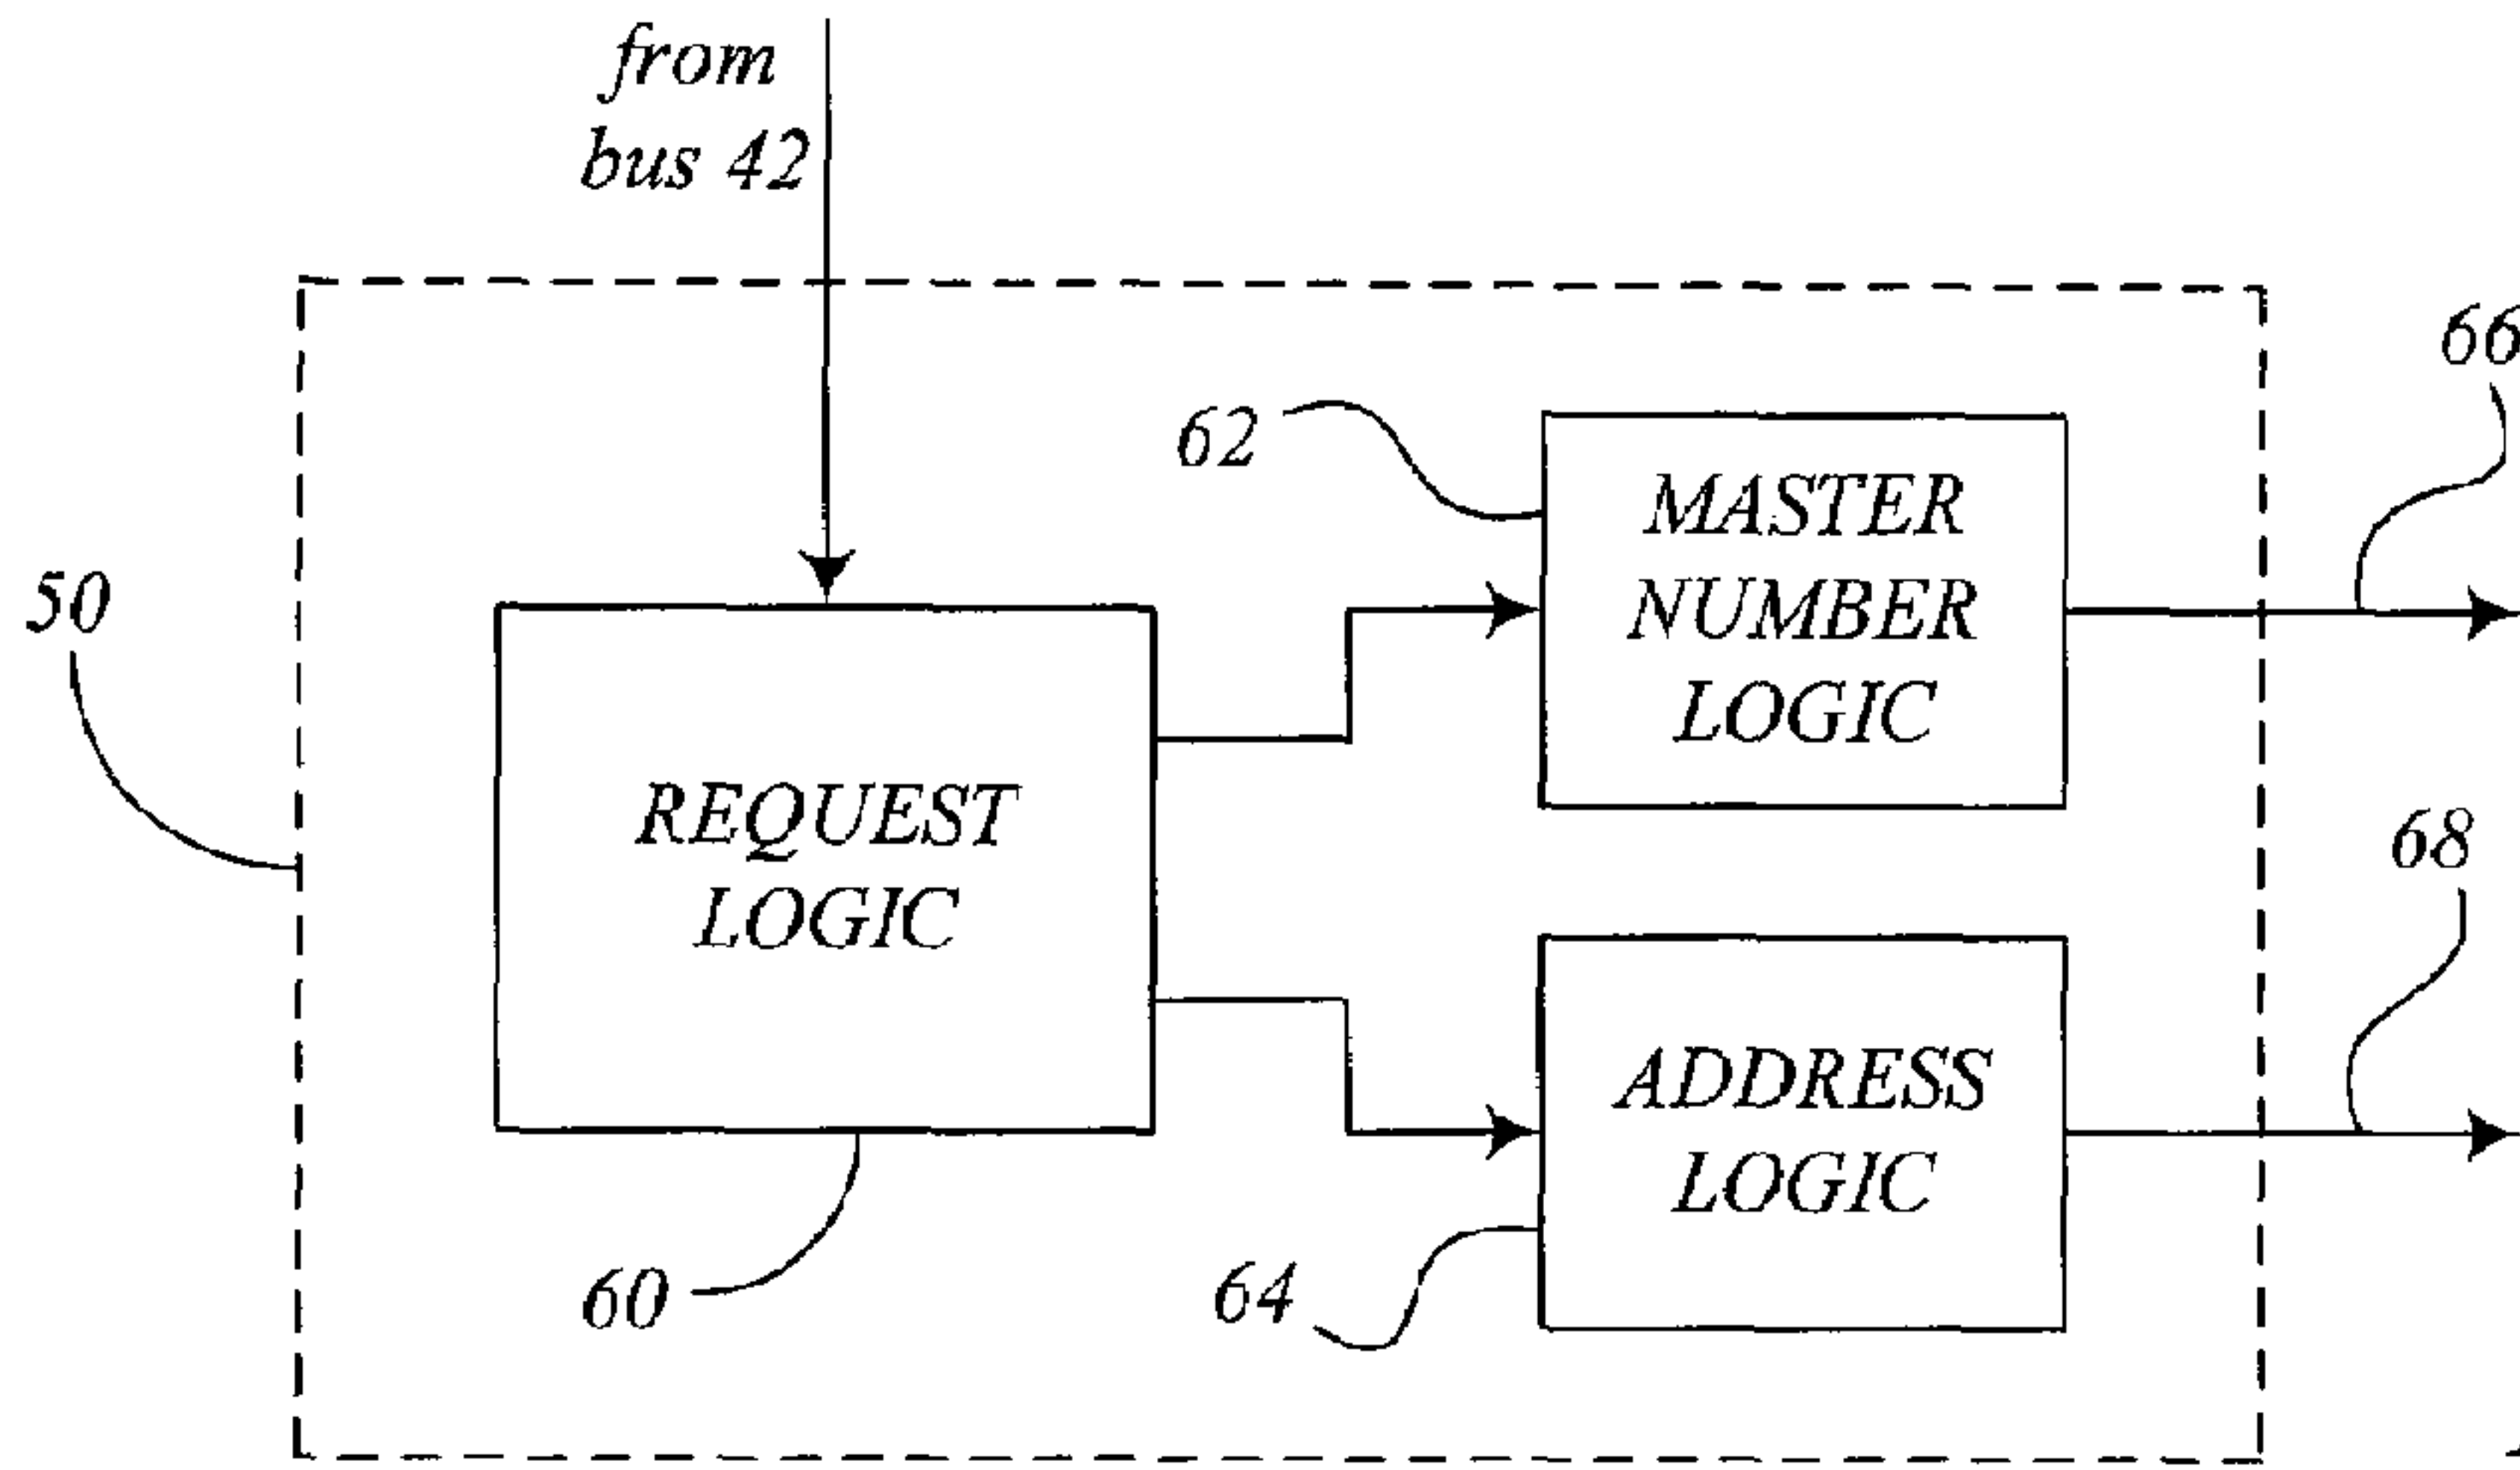 from
bus 42
66
62
MASTER
NUMBER
LOGIC
50
REQUEST
LOGIC
68
ADDRESS
LOGIC
60
64